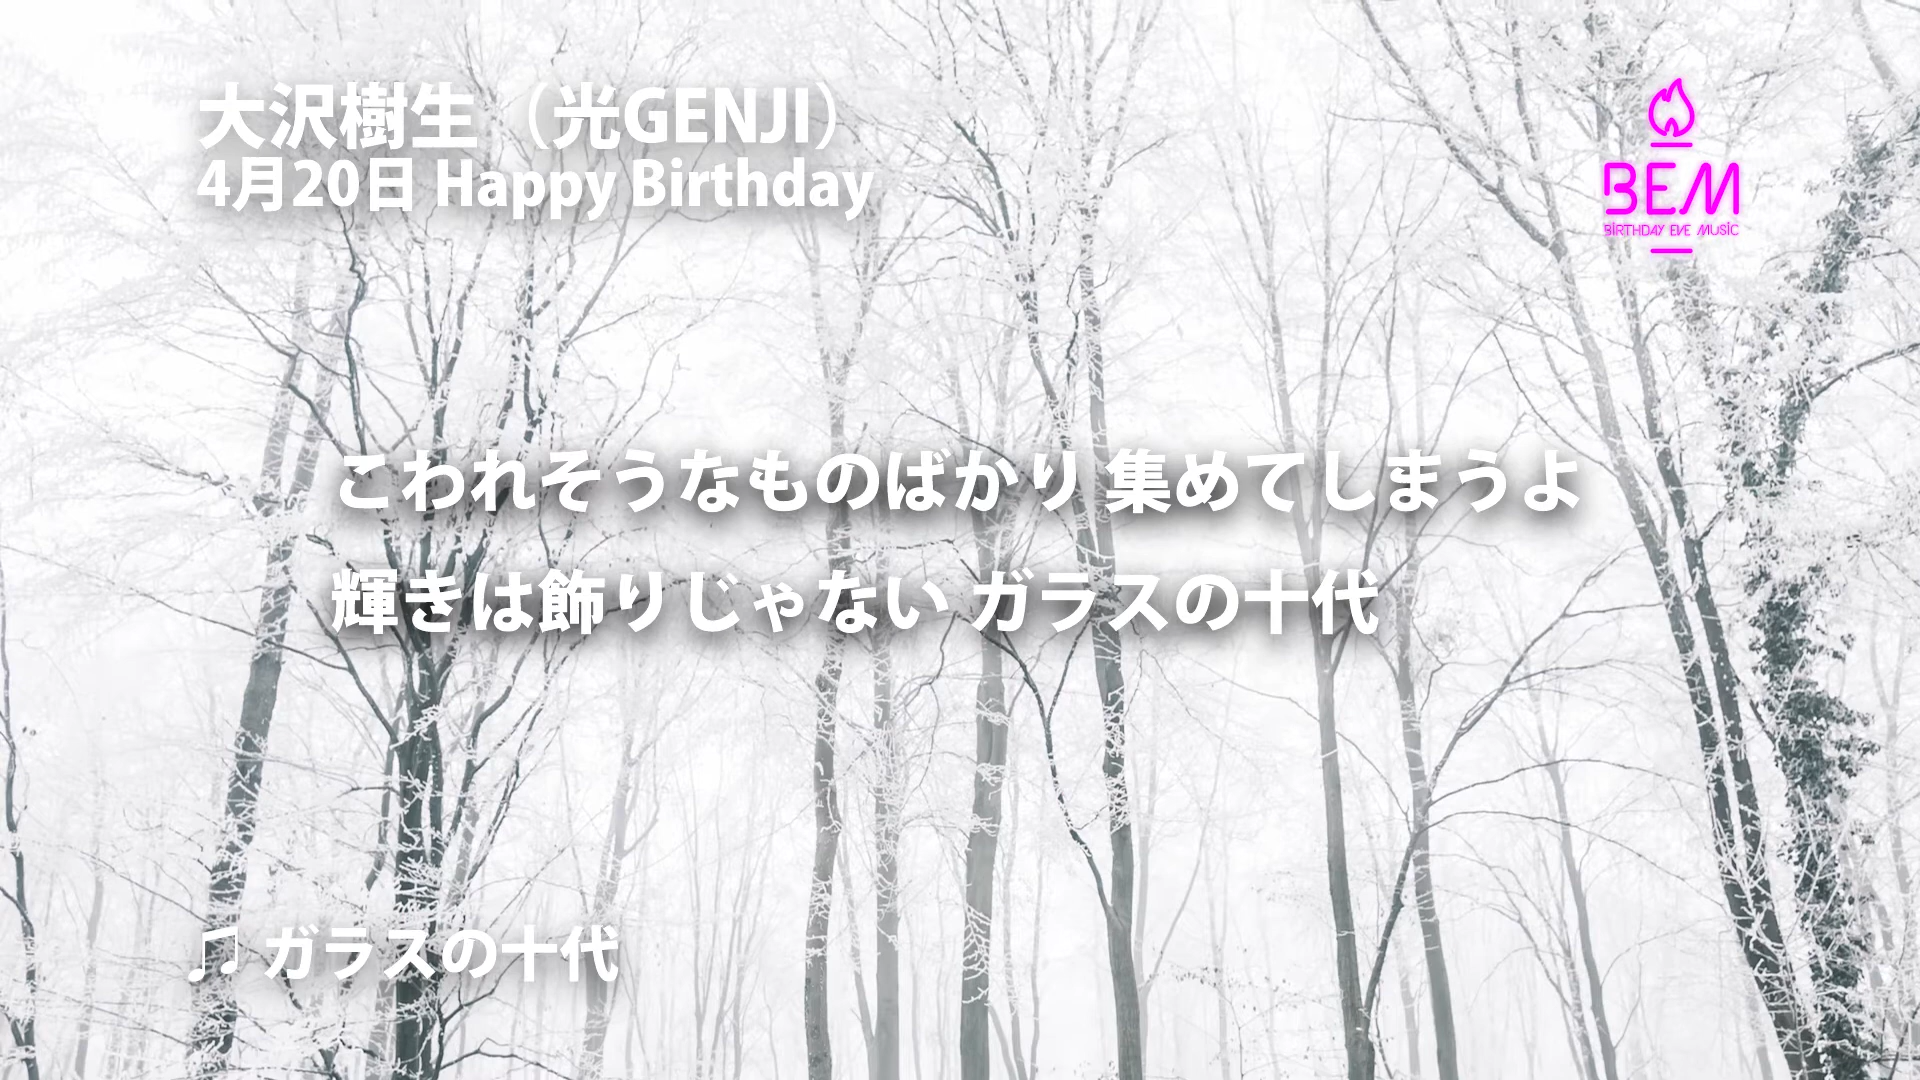 大沢樹生（光GENJI）
4月20日 Happy Birthday
BEM
BIRTHDAY EVE MUSIC
こわれそうなものばかり 集めてしまうよ
輝きは飾りじゃない ガラスの十代
♫ ガラスの十代